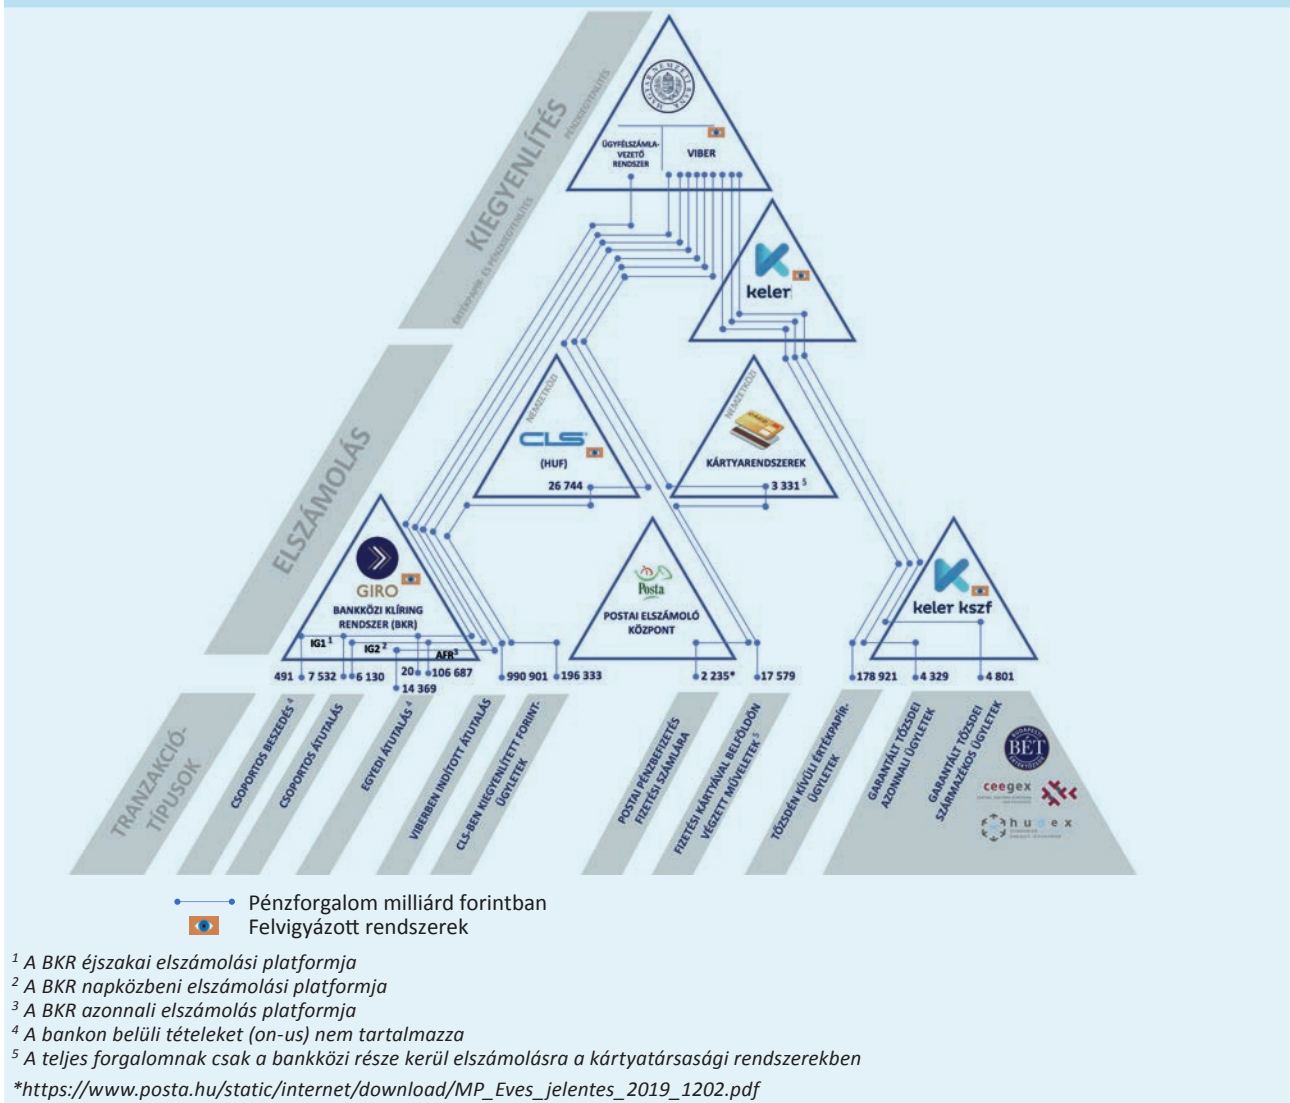 MAGYAR NEMZETI BANK
KIEGYENLÍTÉS
PÉNZKIEGYENLÍTÉS
ÉRTÉKPAPÍR- ÉS PÉNZKIEGYENLÍTÉS
ÜGYFÉLSZÁMLA-
VEZETŐ
RENDSZER
VIBER
keler
ELSZÁMOLÁS
NEMZETKÖZI
CLS
(HUF)
26 744
NEMZETKÖZI
KÁRTYARENDSZEREK
3 331 5
GIRO
BANKKÖZI KLÍRING
RENDSZER (BKR)
IG1 1
IG2 2
AFR3
Posta
POSTAI ELSZÁMOLÓ
KÖZPONT
keler kszf
491
7 532
6 130
20
106 687
14 369
990 901
196 333
2 235*
17 579
178 921
4 329
4 801
TRANZAKCIÓ-
TÍPUSOK
CSOPORTOS BESZEDÉS 4
CSOPORTOS ÁTUTALÁS
EGYEDI ÁTUTALÁS 4
VIBERBEN INDÍTOTT ÁTUTALÁS
CLS-BEN KIEGYENLÍTETT FORINT-
ÜGYLETEK
POSTAI PÉNZBEFIZETÉS
FIZETÉSI SZÁMLÁRA
FIZETÉSI KÁRTYÁVAL BELFÖLDÖN
VÉGZETT MŰVELETEK 5
TŐZSDÉN KÍVÜLI ÉRTÉKPAPÍR-
ÜGYLETEK
GARANTÁLT TŐZSDEI
AZONNALI ÜGYLETEK
GARANTÁLT TŐZSDEI
SZÁRMAZÉKOS ÜGYLETEK
BÉT
ceegex
hudex
Pénzforgalom milliárd forintban
Felvigyázott rendszerek
1 A BKR éjszakai elszámolási platformja
2 A BKR napközbeni elszámolási platformja
3 A BKR azonnali elszámolás platformja
4 A bankon belüli tételeket (on-us) nem tartalmazza
5 A teljes forgalomnak csak a bankközi része kerül elszámolásra a kártyatársasági rendszerekben
*https://www.posta.hu/static/internet/download/MP_Eves_jelentes_2019_1202.pdf